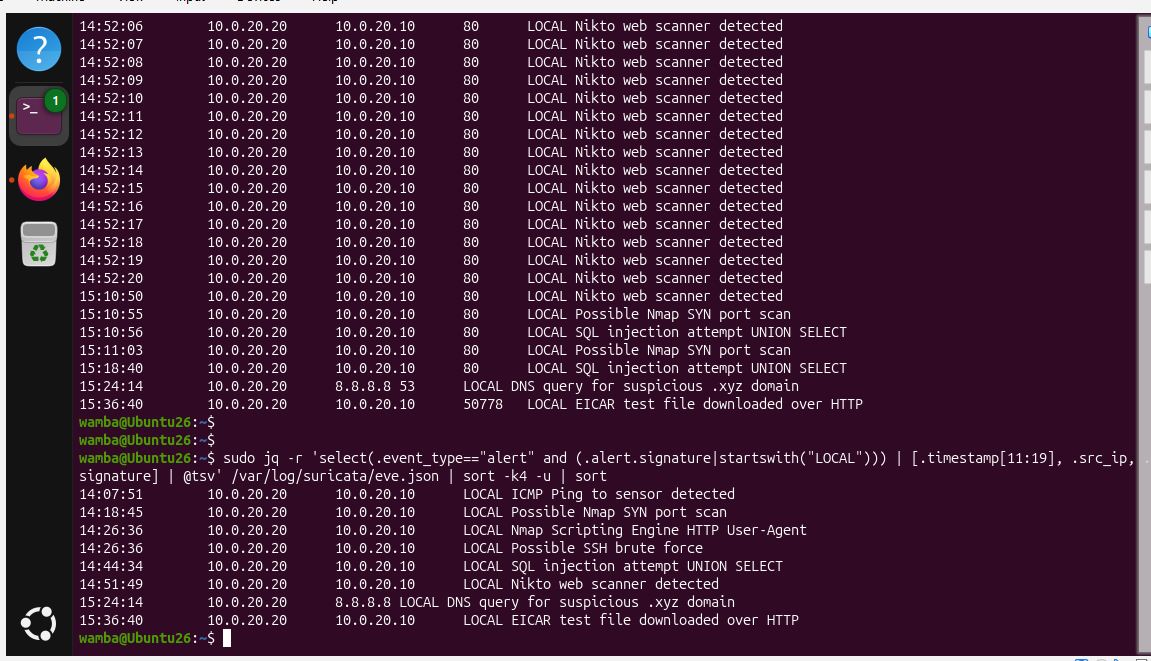 14:52:06 10.0.20.20 10.0.20.10 80 LOCAL Nikto web scanner detected
14:52:07 10.0.20.20 10.0.20.10 80 LOCAL Nikto web scanner detected
14:52:08 10.0.20.20 10.0.20.10 80 LOCAL Nikto web scanner detected
14:52:09 10.0.20.20 10.0.20.10 80 LOCAL Nikto web scanner detected
14:52:10 10.0.20.20 10.0.20.10 80 LOCAL Nikto web scanner detected
14:52:11 10.0.20.20 10.0.20.10 80 LOCAL Nikto web scanner detected
14:52:12 10.0.20.20 10.0.20.10 80 LOCAL Nikto web scanner detected
14:52:13 10.0.20.20 10.0.20.10 80 LOCAL Nikto web scanner detected
14:52:14 10.0.20.20 10.0.20.10 80 LOCAL Nikto web scanner detected
14:52:15 10.0.20.20 10.0.20.10 80 LOCAL Nikto web scanner detected
14:52:16 10.0.20.20 10.0.20.10 80 LOCAL Nikto web scanner detected
14:52:17 10.0.20.20 10.0.20.10 80 LOCAL Nikto web scanner detected
14:52:18 10.0.20.20 10.0.20.10 80 LOCAL Nikto web scanner detected
14:52:19 10.0.20.20 10.0.20.10 80 LOCAL Nikto web scanner detected
14:52:20 10.0.20.20 10.0.20.10 80 LOCAL Nikto web scanner detected
15:10:50 10.0.20.20 10.0.20.10 80 LOCAL Nikto web scanner detected
15:10:55 10.0.20.20 10.0.20.10 80 LOCAL Possible Nmap SYN port scan
15:10:56 10.0.20.20 10.0.20.10 80 LOCAL SQL injection attempt UNION SELECT
15:11:03 10.0.20.20 10.0.20.10 80 LOCAL Possible Nmap SYN port scan
15:18:40 10.0.20.20 10.0.20.10 80 LOCAL SQL injection attempt UNION SELECT
15:24:14 10.0.20.20 8.8.8.8 53 LOCAL DNS query for suspicious .xyz domain
15:36:40 10.0.20.20 10.0.20.10 50778 LOCAL EICAR test file downloaded over HTTP
wamba@Ubuntu26:~$
wamba@Ubuntu26:~$
wamba@Ubuntu26:~$ sudo jq -r 'select(.event_type=="alert" and (.alert.signature|startswith("LOCAL"))) | [.timestamp[11:19], .src_ip,
signature] | @tsv' /var/log/suricata/eve.json | sort -k4 -u | sort
14:07:51 10.0.20.20 10.0.20.10 LOCAL ICMP Ping to sensor detected
14:18:45 10.0.20.20 10.0.20.10 LOCAL Possible Nmap SYN port scan
14:26:36 10.0.20.20 10.0.20.10 LOCAL Nmap Scripting Engine HTTP User-Agent
14:26:36 10.0.20.20 10.0.20.10 LOCAL Possible SSH brute force
14:44:34 10.0.20.20 10.0.20.10 LOCAL SQL injection attempt UNION SELECT
14:51:49 10.0.20.20 10.0.20.10 LOCAL Nikto web scanner detected
15:24:14 10.0.20.20 8.8.8.8 LOCAL DNS query for suspicious .xyz domain
15:36:40 10.0.20.20 10.0.20.10 LOCAL EICAR test file downloaded over HTTP
wamba@Ubuntu26:~$